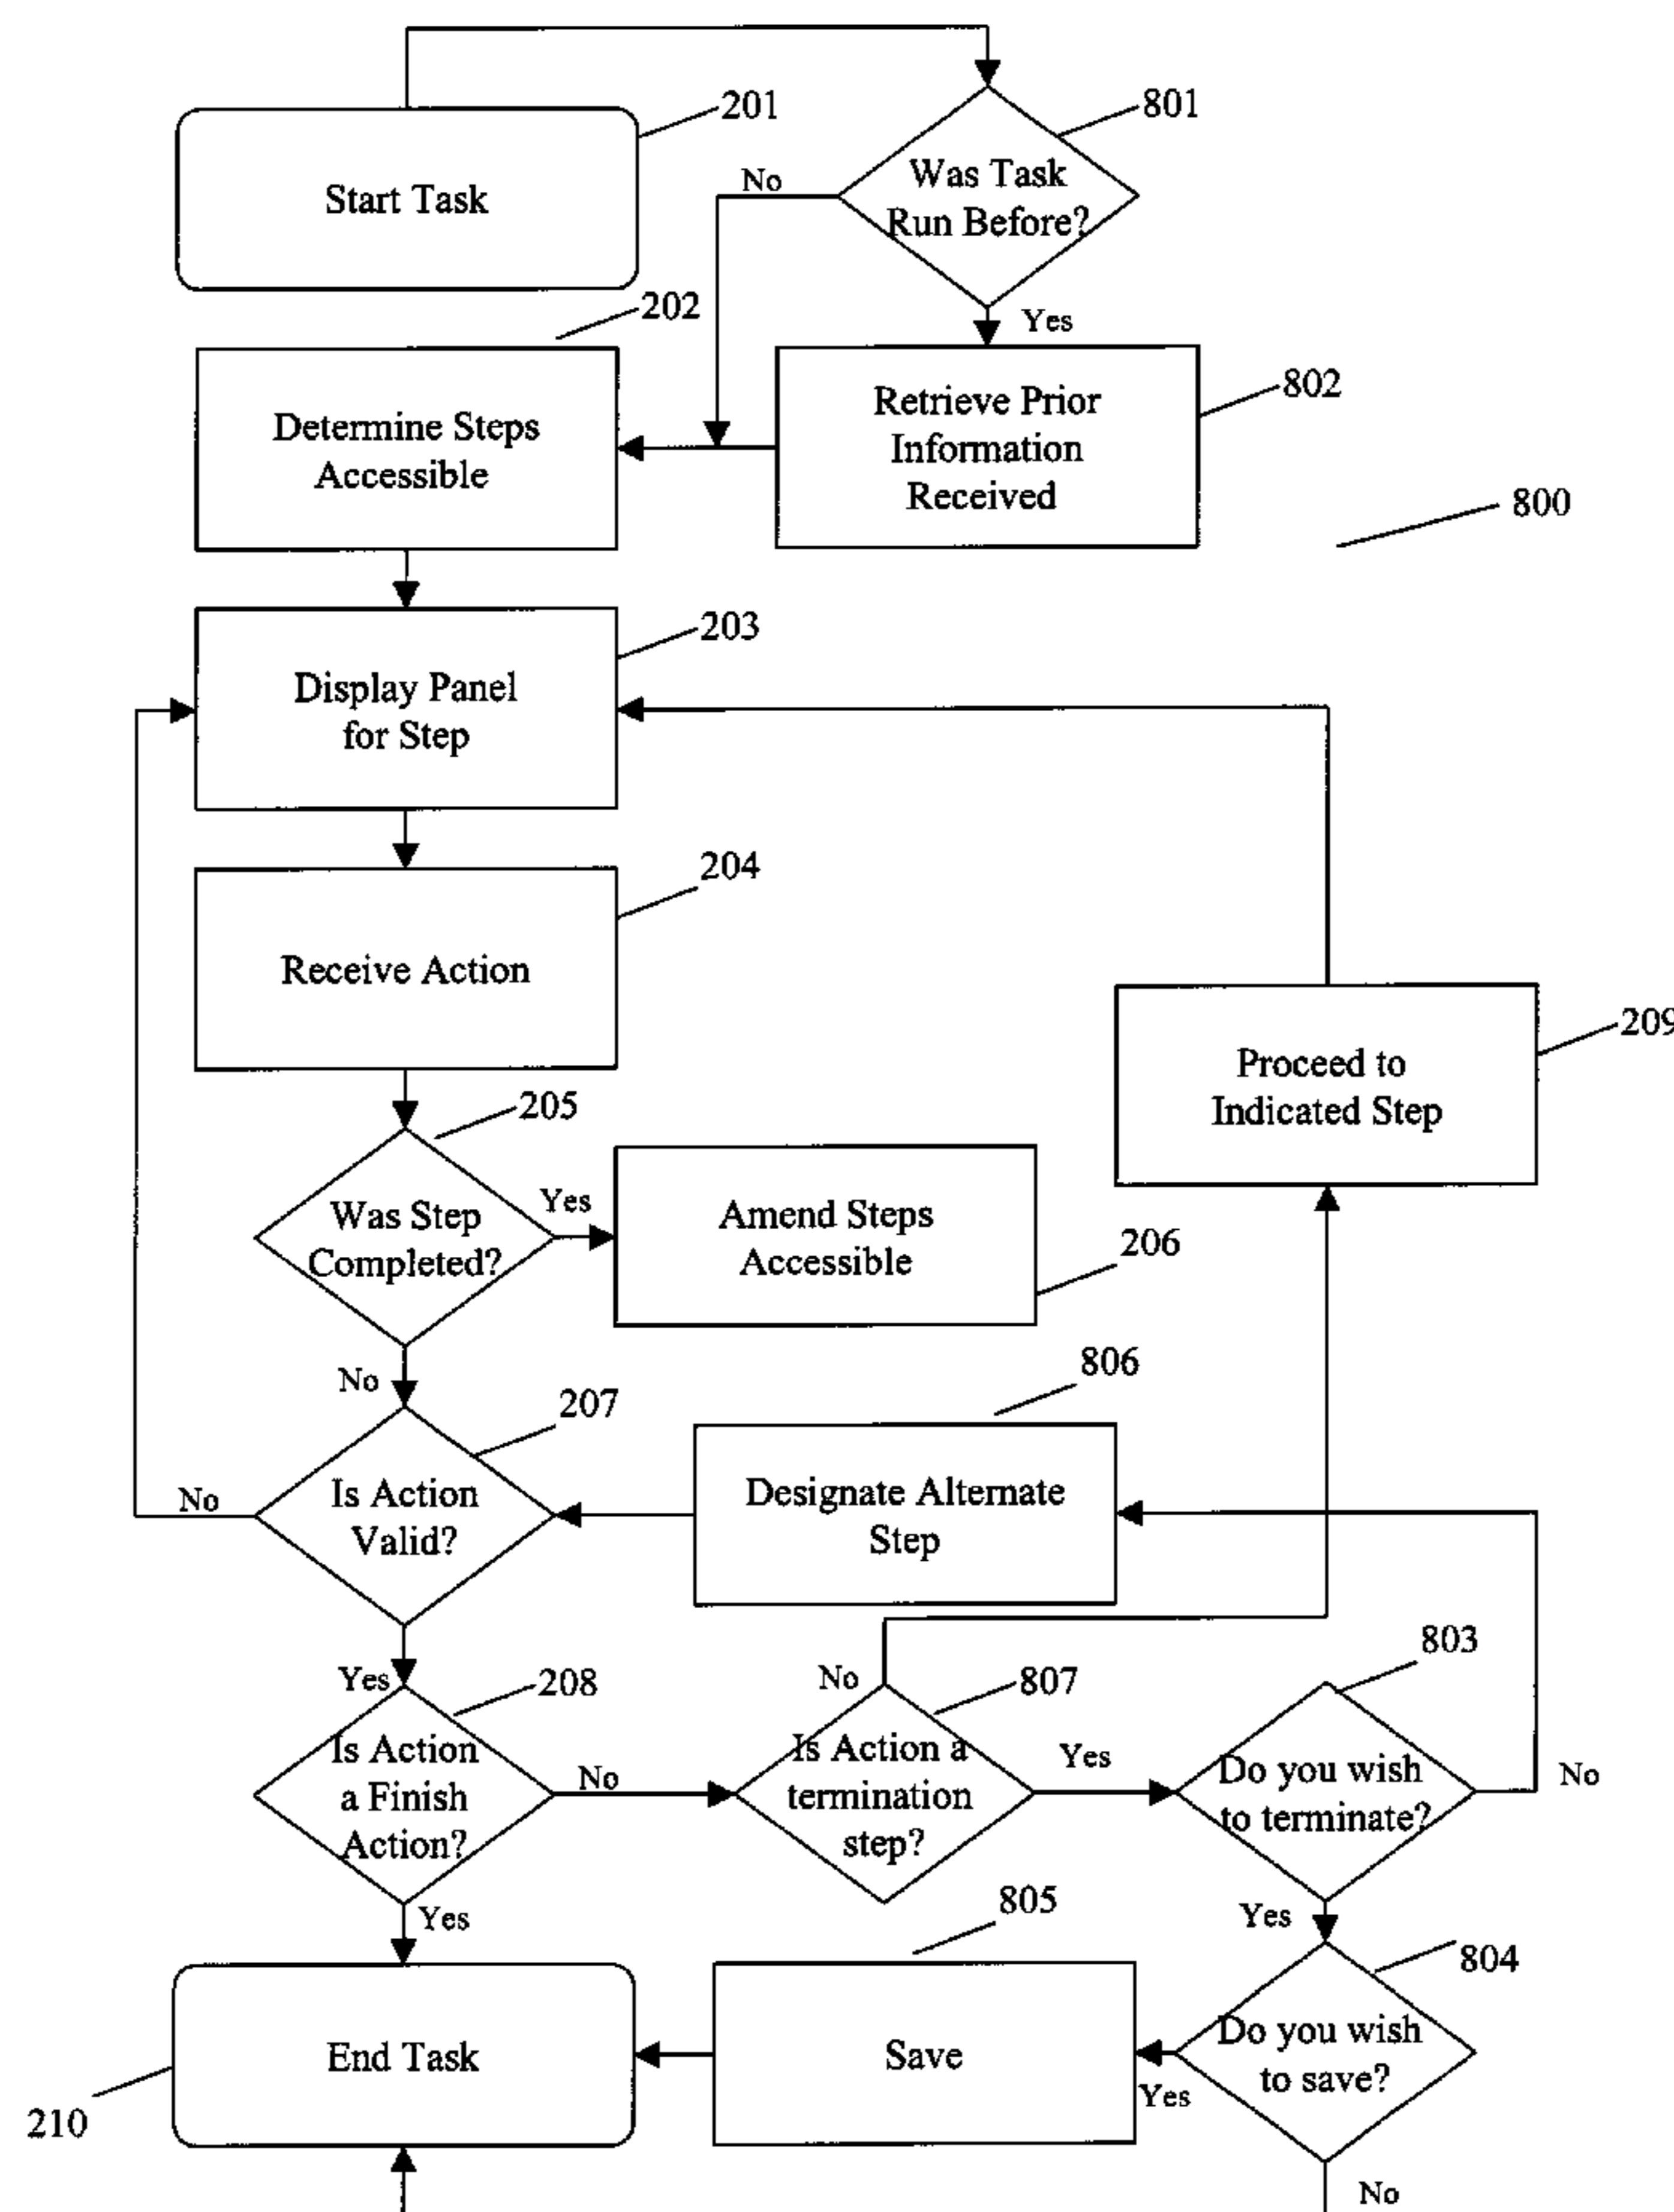 201
Start Task
801
Was Task
Run Before?
No
Yes
202
Determine Steps
Accessible
802
Retrieve Prior
Information
Received
800
203
Display Panel
for Step
204
Receive Action
209
Proceed to
Indicated Step
205
Was Step
Completed?
Yes
Amend Steps
Accessible
206
No
207
Is Action
Valid?
No
806
Designate Alternate
Step
Yes
208
Is Action
a Finish
Action?
No
No
807
Is Action a
termination
step?
Yes
803
Do you wish
to terminate?
No
Yes
Yes
804
Do you wish
to save?
Yes
805
Save
End Task
210
No